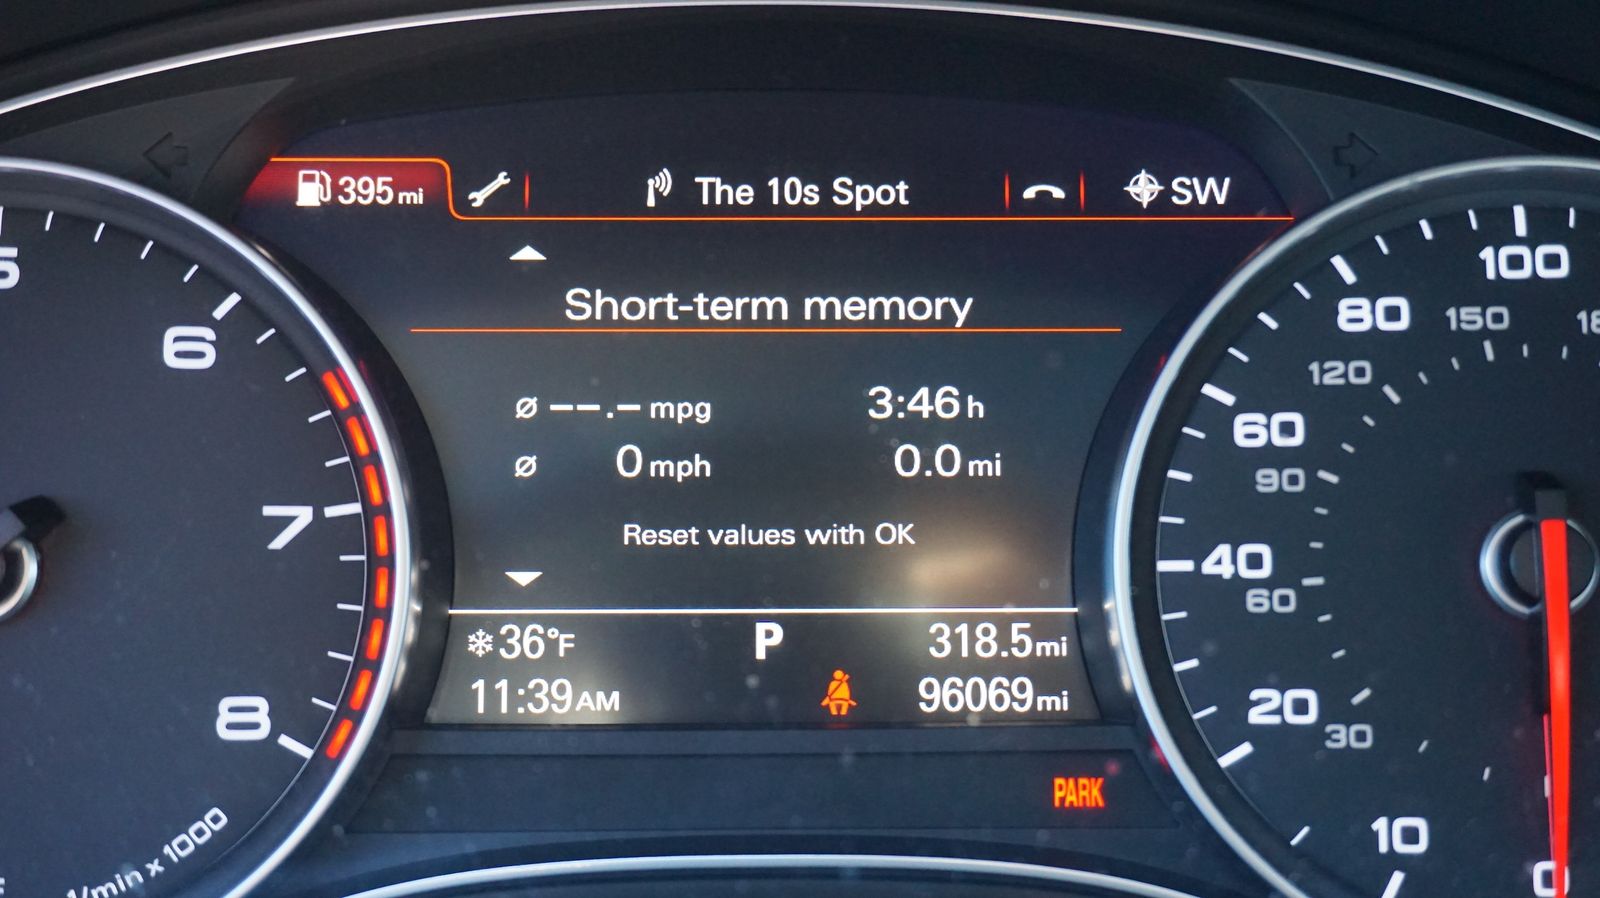 395 mi
The 10s Spot
SW
Short-term memory
ø --.- mpg 3:46 h
ø 0 mph 0.0 mi
Reset values with OK
36°F P 318.5 mi
11:39 AM 96069 mi
PARK
5
6
7
8
1/min x 1000
100
80
60
40
20
10
0
150
120
90
60
30